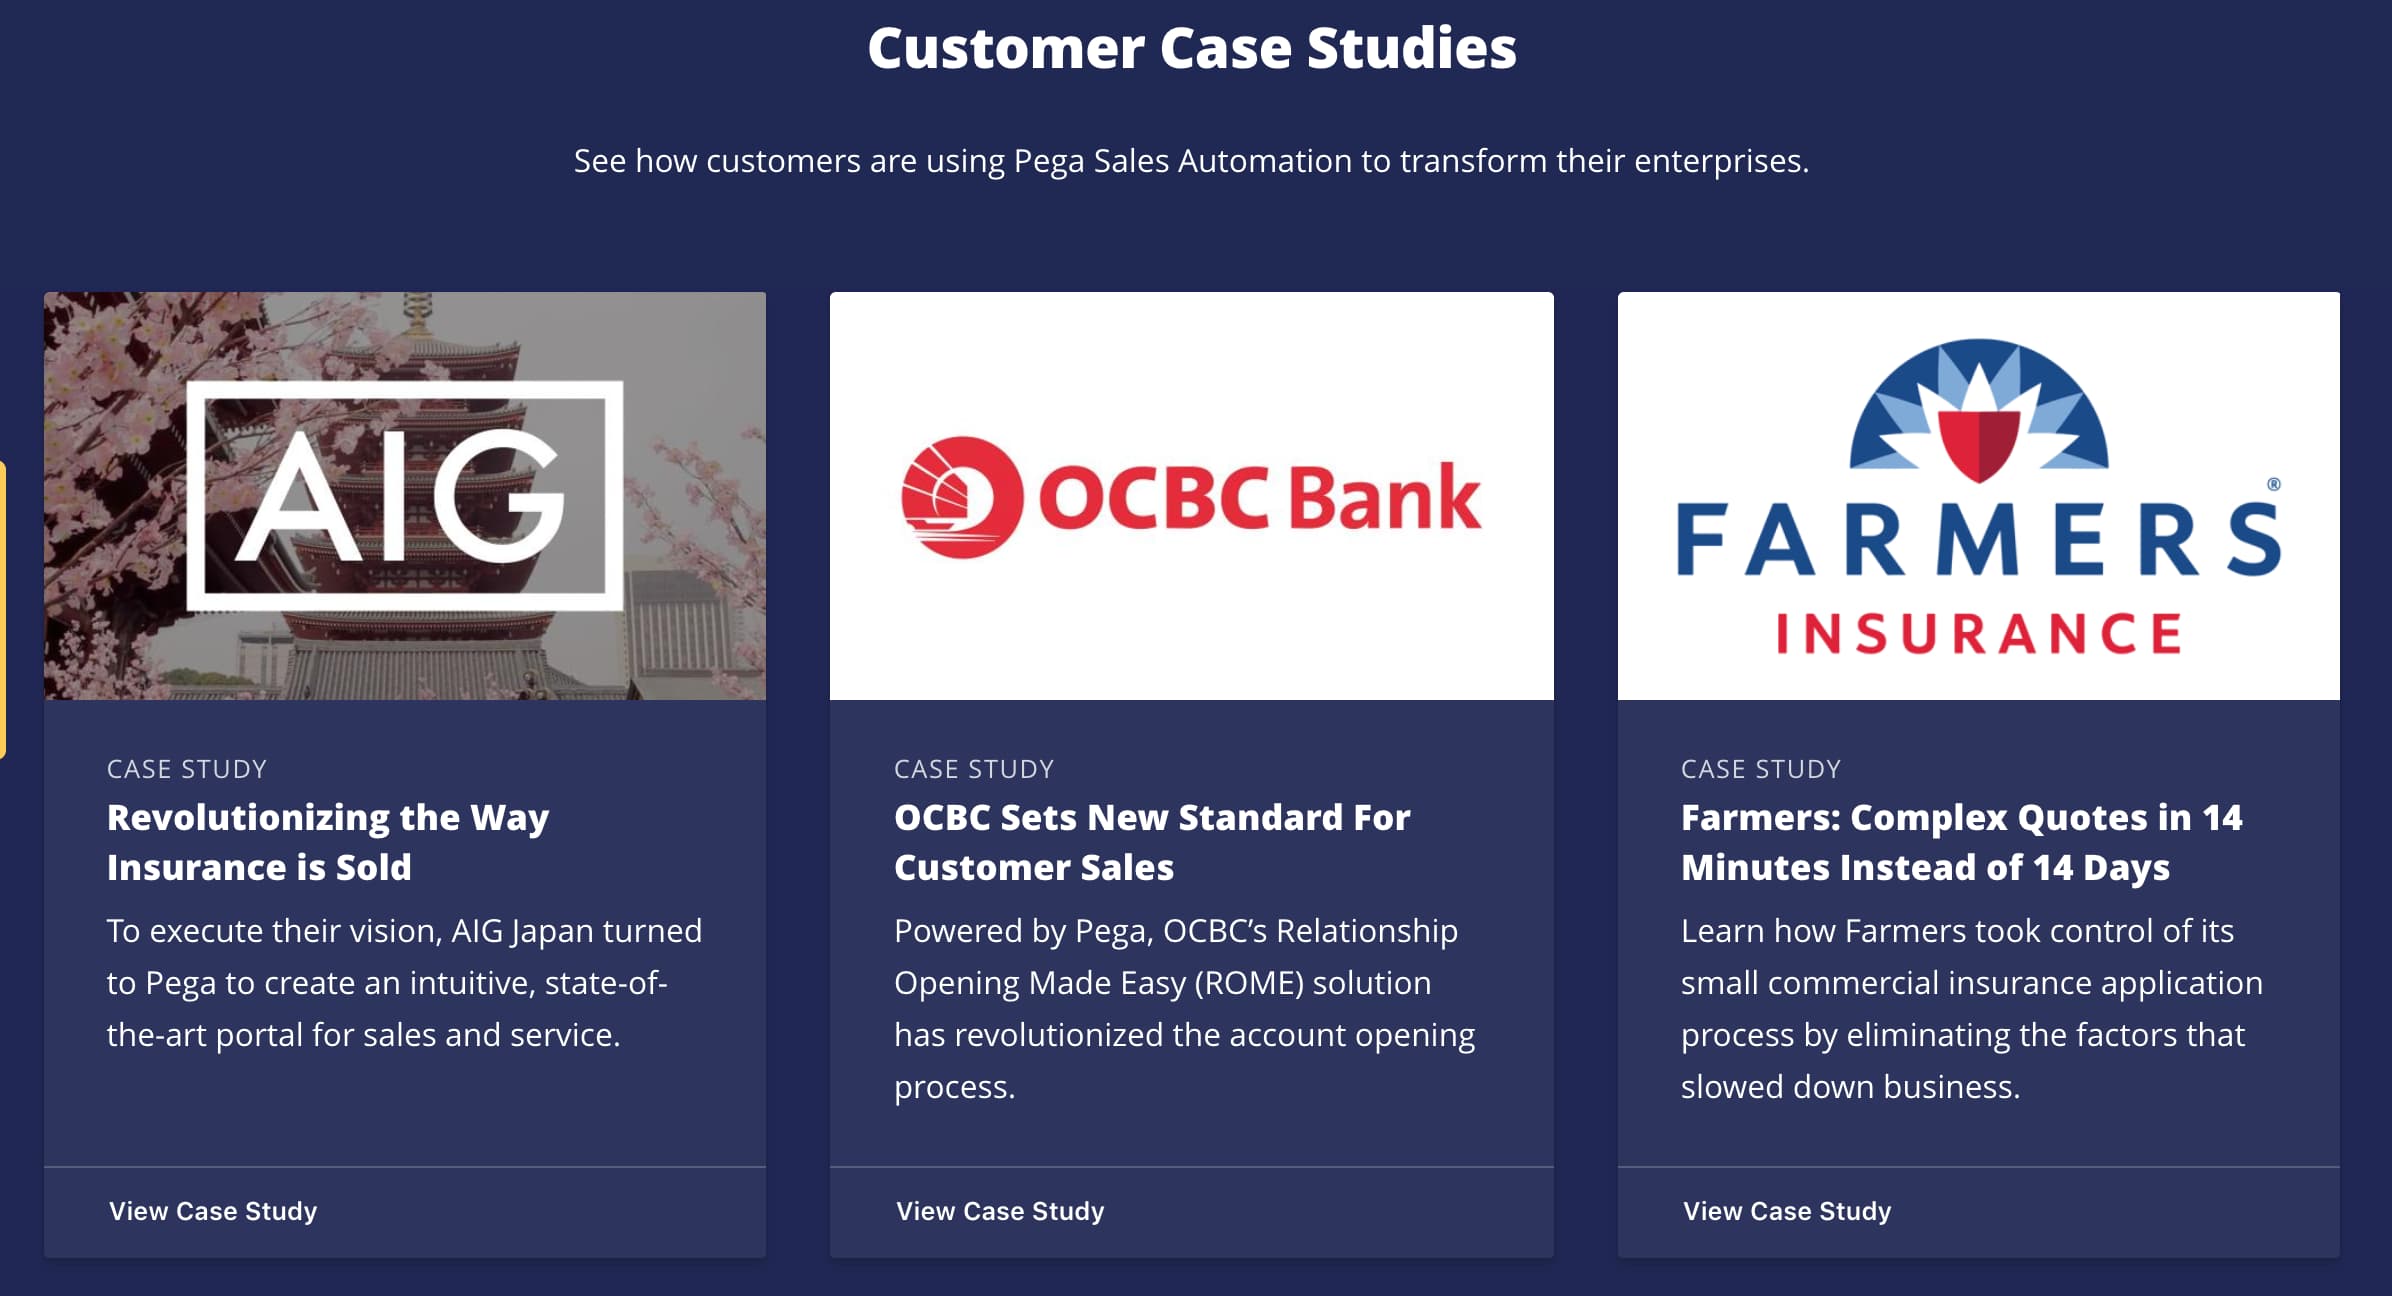 Customer Case Studies
See how customers are using Pega Sales Automation to transform their enterprises.
AIG
CASE STUDY
Revolutionizing the Way
Insurance is Sold
To execute their vision, AIG Japan turned
to Pega to create an intuitive, state-of-
the-art portal for sales and service.
View Case Study
OCBC Bank
CASE STUDY
OCBC Sets New Standard For
Customer Sales
Powered by Pega, OCBC’s Relationship
Opening Made Easy (ROME) solution
has revolutionized the account opening
process.
View Case Study
FARMERS®
INSURANCE
CASE STUDY
Farmers: Complex Quotes in 14
Minutes Instead of 14 Days
Learn how Farmers took control of its
small commercial insurance application
process by eliminating the factors that
slowed down business.
View Case Study